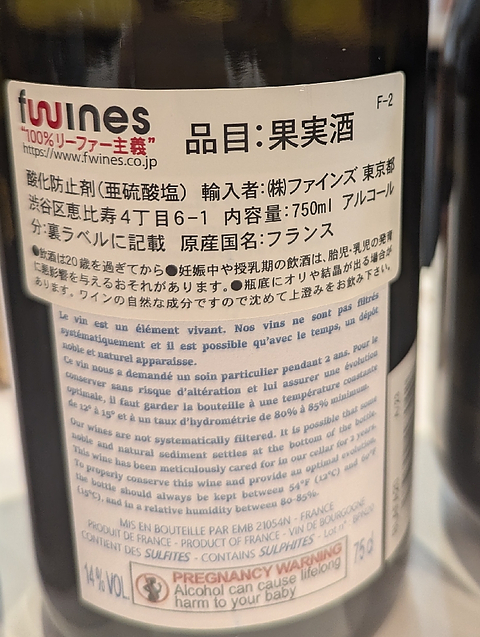 fwines
"100%リーファー主義"
https://www.fwines.co.jp
F-2
品目:果実酒
酸化防止剤(亜硫酸塩) 輸入者:㈱ファインズ 東京都
渋谷区恵比寿4丁目6-1 内容量:750ml アルコール
分:裏ラベルに記載 原産国名:フランス
●飲酒は20歳を過ぎてから●妊娠中や授乳期の飲酒は、胎児・乳児の発育
に悪影響を与えるおそれがあります。●瓶底にオリや結晶が出る場合が
あります。ワインの自然な成分ですので沈めて上澄みをお飲み下さい。
Le vin est un élément vivant. Nos vins ne sont pas filtrés
systématiquement et il est possible qu'avec le temps, un dépôt
noble et naturel apparaisse.
Ce vin nous a demandé un soin particulier pendant 2 ans. Pour le
conserver sans risque d'altération et lui assurer une évolution
optimale, il faut garder la bouteille à une température constante
de 12° à 15° et à un taux d'hydrométrie de 80% à 85% minimum.
Our wines are not systematically filtered. It is possible that some
noble and natural sediment settles at the bottom of the bottle.
This wine has been meticulously cared for in our cellar for 2 years.
To properly conserve this wine and provide an optimal evolution,
the bottle should always be kept between 54°F (12°C) and 60°F
(15°C), and in a relative humidity between 80-85%.
MIS EN BOUTEILLE PAR EMB 21054N - FRANCE
PRODUIT DE FRANCE - PRODUCT OF FRANCE - VIN DE BOURGOGNE
CONTIENT DES SULFITES - CONTAINS SULPHITES - Lot n°
14% VOL.
PREGNANCY WARNING
Alcohol can cause lifelong
harm to your baby
75 cl